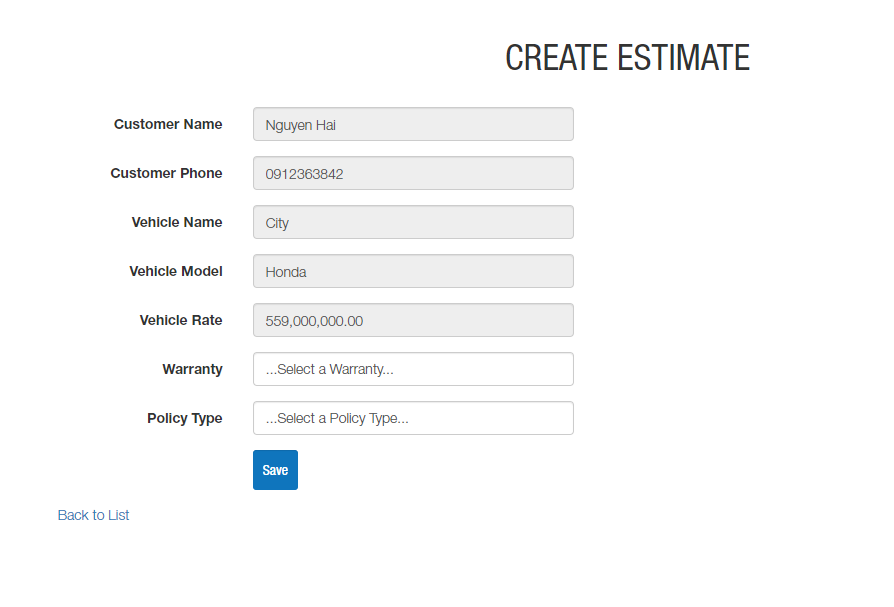 CREATE ESTIMATE
Customer Name Nguyen Hai
Customer Phone 0912363842
Vehicle Name City
Vehicle Model Honda
Vehicle Rate 559,000,000.00
Warranty ...Select a Warranty...
Policy Type ...Select a Policy Type...
Save
Back to List